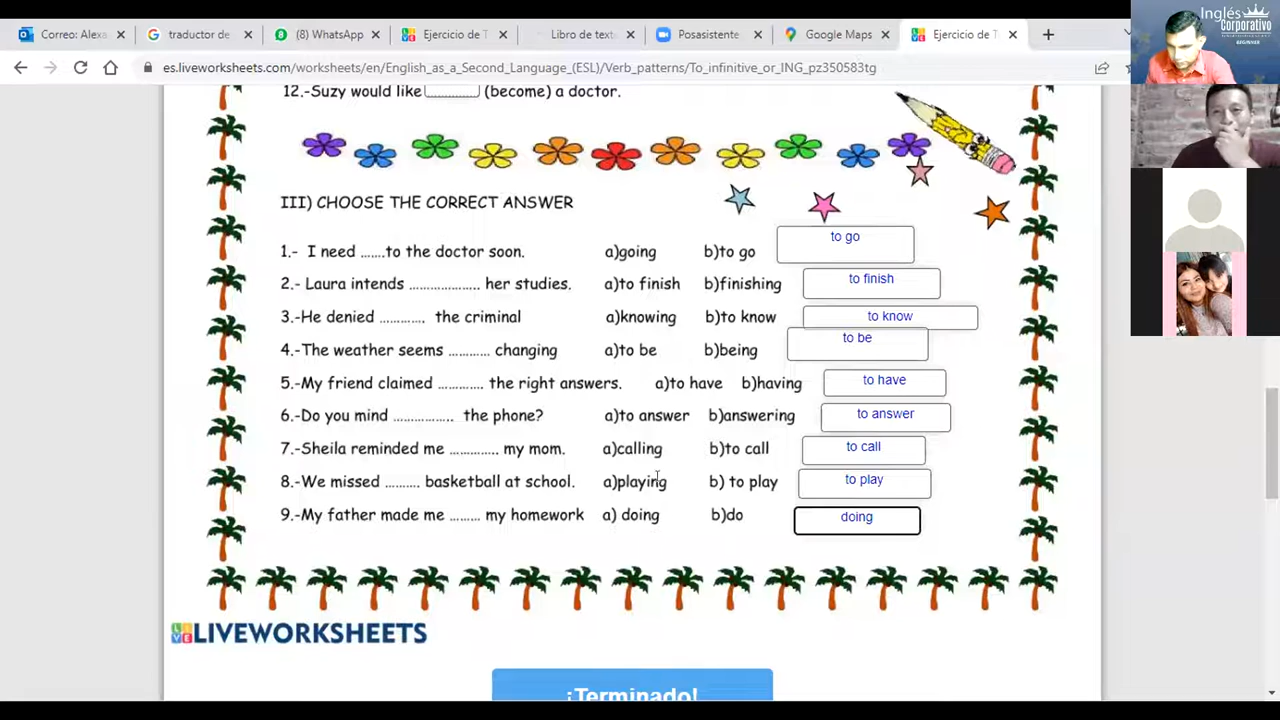 Correo: Alexa
traductor de
(8) WhatsApp
Ejercicio de T
Libro de texto
Posasistente
Google Maps
Ejercicio de T
es.liveworksheets.com/worksheets/en/English_as_a_Second_Language_(ESL)/Verb_patterns/To_infinitive_or_ING_pz350583tg
Inglés
Corporativo
BEGINNER
12.-Suzy would like (become) a doctor.
III) CHOOSE THE CORRECT ANSWER
1.- I need .......to the doctor soon. a)going b)to go to go
2.- Laura intends ……………….. her studies. a)to finish b)finishing to finish
3.-He denied …………. the criminal a)knowing b)to know to know
4.-The weather seems ………… changing a)to be b)being to be
5.-My friend claimed …………. the right answers. a)to have b)having to have
6.-Do you mind …………….. the phone? a)to answer b)answering to answer
7.-Sheila reminded me ………….. my mom. a)calling b)to call to call
8.-We missed ………. basketball at school. a)playing b) to play to play
9.-My father made me ……… my homework a) doing b)do doing
LIVEWORKSHEETS
¡Terminado!